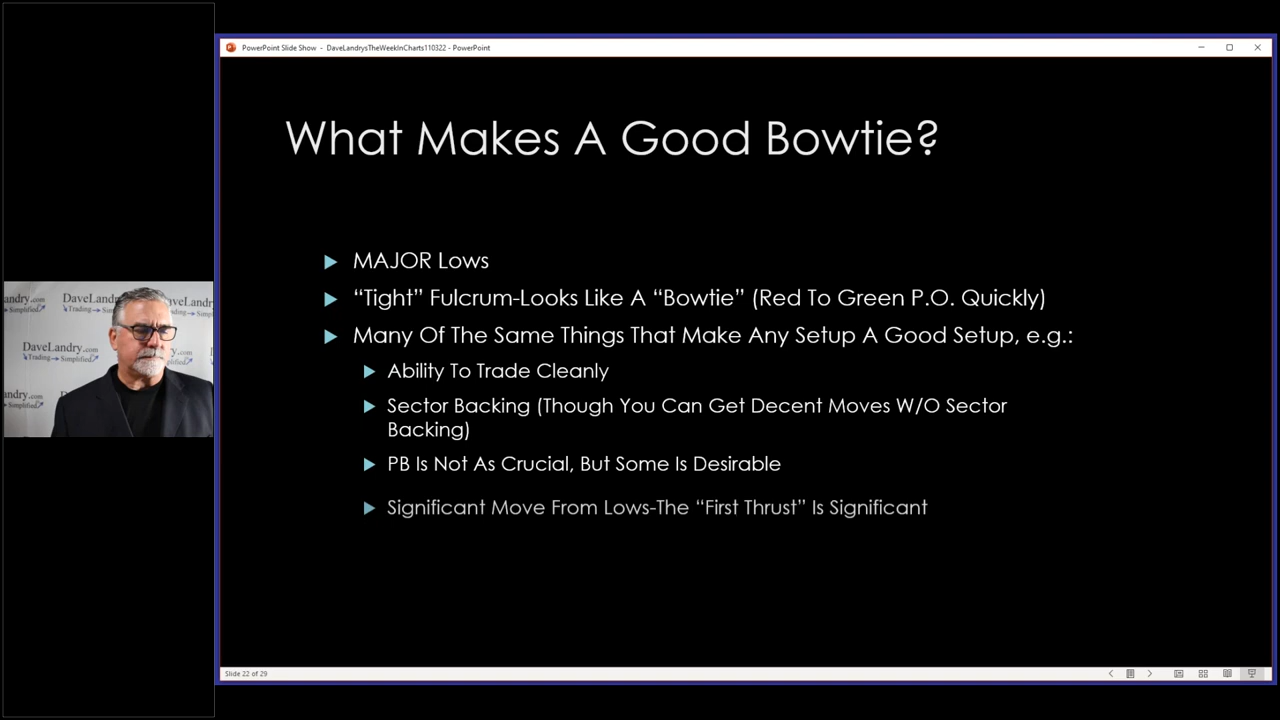 PowerPoint Slide Show - DaveLandrysTheWeekInCharts110322 - PowerPoint
What Makes A Good Bowtie?
MAJOR Lows
“Tight” Fulcrum-Looks Like A “Bowtie” (Red To Green P.O. Quickly)
Many Of The Same Things That Make Any Setup A Good Setup, e.g.:
Ability To Trade Cleanly
Sector Backing (Though You Can Get Decent Moves W/O Sector
Backing)
PB Is Not As Crucial, But Some Is Desirable
Significant Move From Lows-The “First Thrust” Is Significant
Slide 22 of 29
DaveLandry.com
Trading Simplified